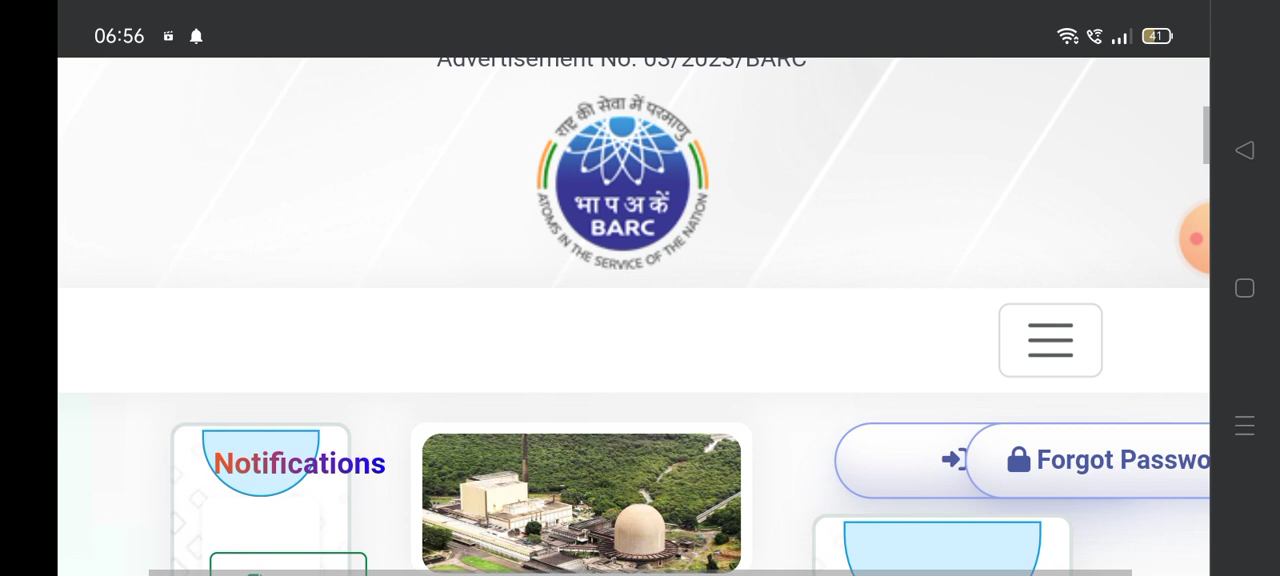 06:56
41
Advertisement No. 03/2023/BARC
राष्ट्र की सेवा में परमाणु
भा प अ कें
BARC
ATOMS IN THE SERVICE OF THE NATION
Notifications
Forgot Passwo